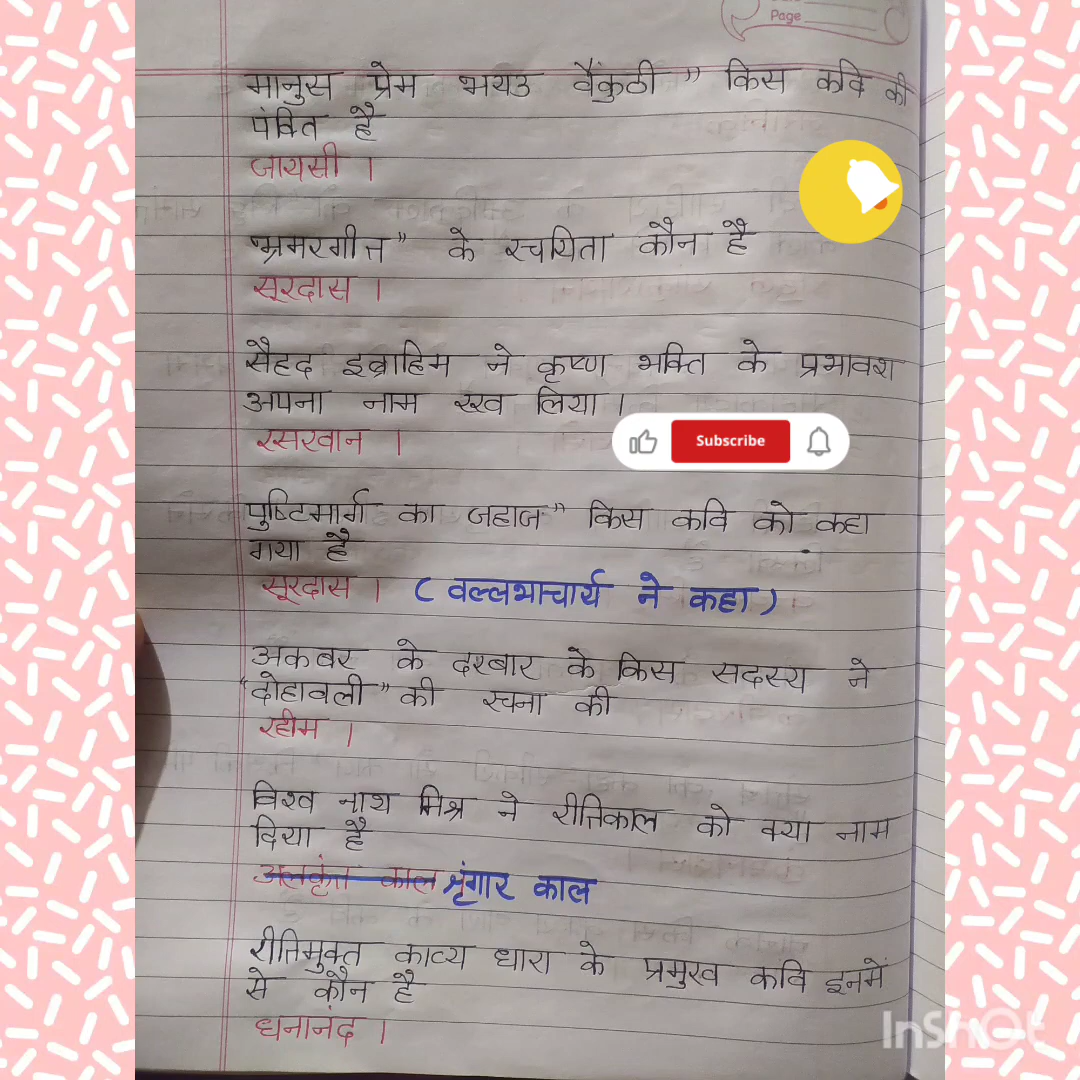 Page
मानुस प्रेम भयउ वैंकुठी” किस कवि की
पंक्ति है
जायसी ।
“भ्रमरगीत” के रचयिता कौन है
सूरदास ।
सैहद इब्राहिम ने कृष्ण भक्ति के प्रभावश
अपना नाम रख लिया ।
रसखान ।
Subscribe
पुष्टिमार्ग का जहाज” किस कवि को कहा
गया है
सूरदास । ( वल्लभाचार्य ने कहा )
अकबर के दरबार के किस सदस्य ने
“दोहावली” की रचना की
रहीम ।
विश्व नाथ मिश्र ने रीतिकाल को क्या नाम
दिया है
अलकृंत काल श्रृंगार काल
रीतिमुक्त काव्य धारा के प्रमुख कवि इनमें
से कौन है
घनानंद ।
InShOt